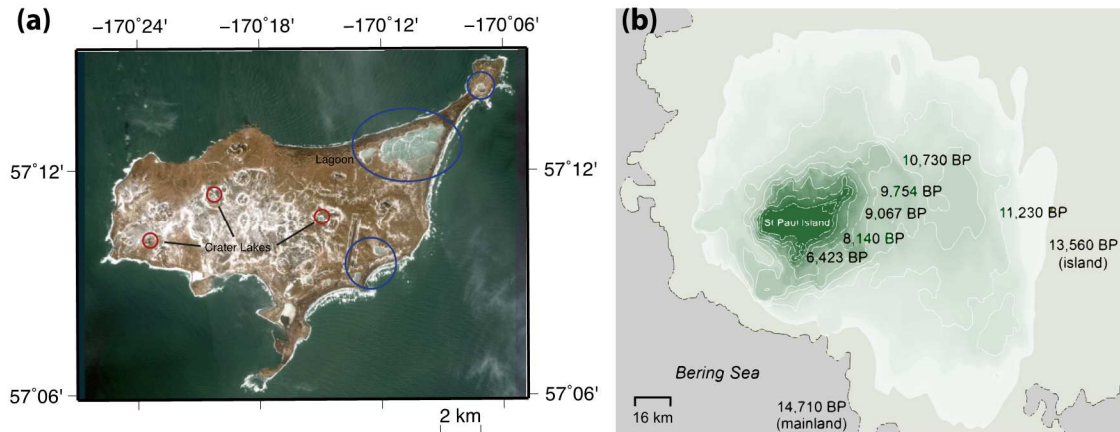 (a)
−170°24' −170°18' −170°12' −170°06'
57°12'
57°12'
57°06'
57°06'
Lagoon
Crater Lakes
2 km
(b)
10,730 BP
9,754 BP
9,067 BP
8,140 BP
6,423 BP
St Paul Island
11,230 BP
13,560 BP
(island)
Bering Sea
16 km
14,710 BP
(mainland)